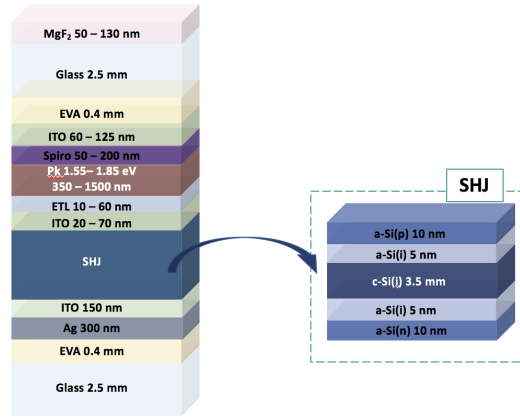 MgF₂ 50 – 130 nm
Glass 2.5 mm
EVA 0.4 mm
ITO 60 – 125 nm
Spiro 50 – 200 nm
Pk 1.55– 1.85 eV
350 - 1500 nm
ETL 10 – 60 nm
ITO 20 – 70 nm
SHJ
ITO 150 nm
Ag 300 nm
EVA 0.4 mm
Glass 2.5 mm
SHJ
a-Si(p) 10 nm
a-Si(i) 5 nm
c-Si(i) 3.5 mm
a-Si(i) 5 nm
a-Si(n) 10 nm